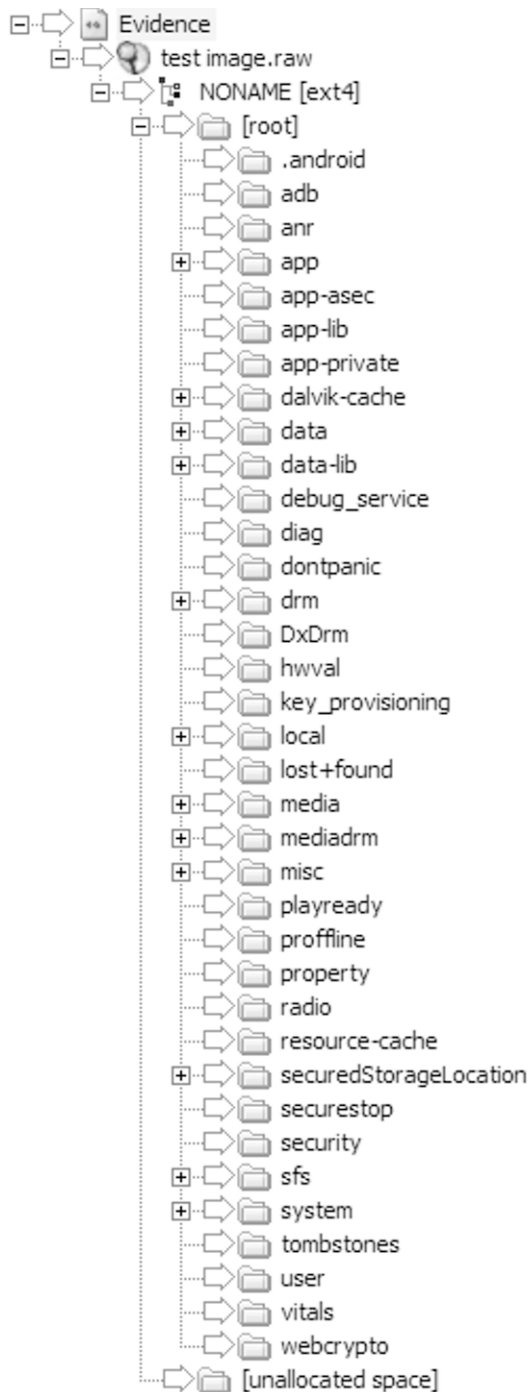 Evidence
test image.raw
NONAME [ext4]
[root]
.android
adb
anr
app
app-asec
app-lib
app-private
dalvik-cache
data
data-lib
debug_service
diag
dontpanic
drm
DxDrm
hwval
key_provisioning
local
lost+found
media
mediadrm
misc
playready
proffline
property
radio
resource-cache
securedStorageLocation
securestop
security
sfs
system
tombstones
user
vitals
webcrypto
[unallocated space]